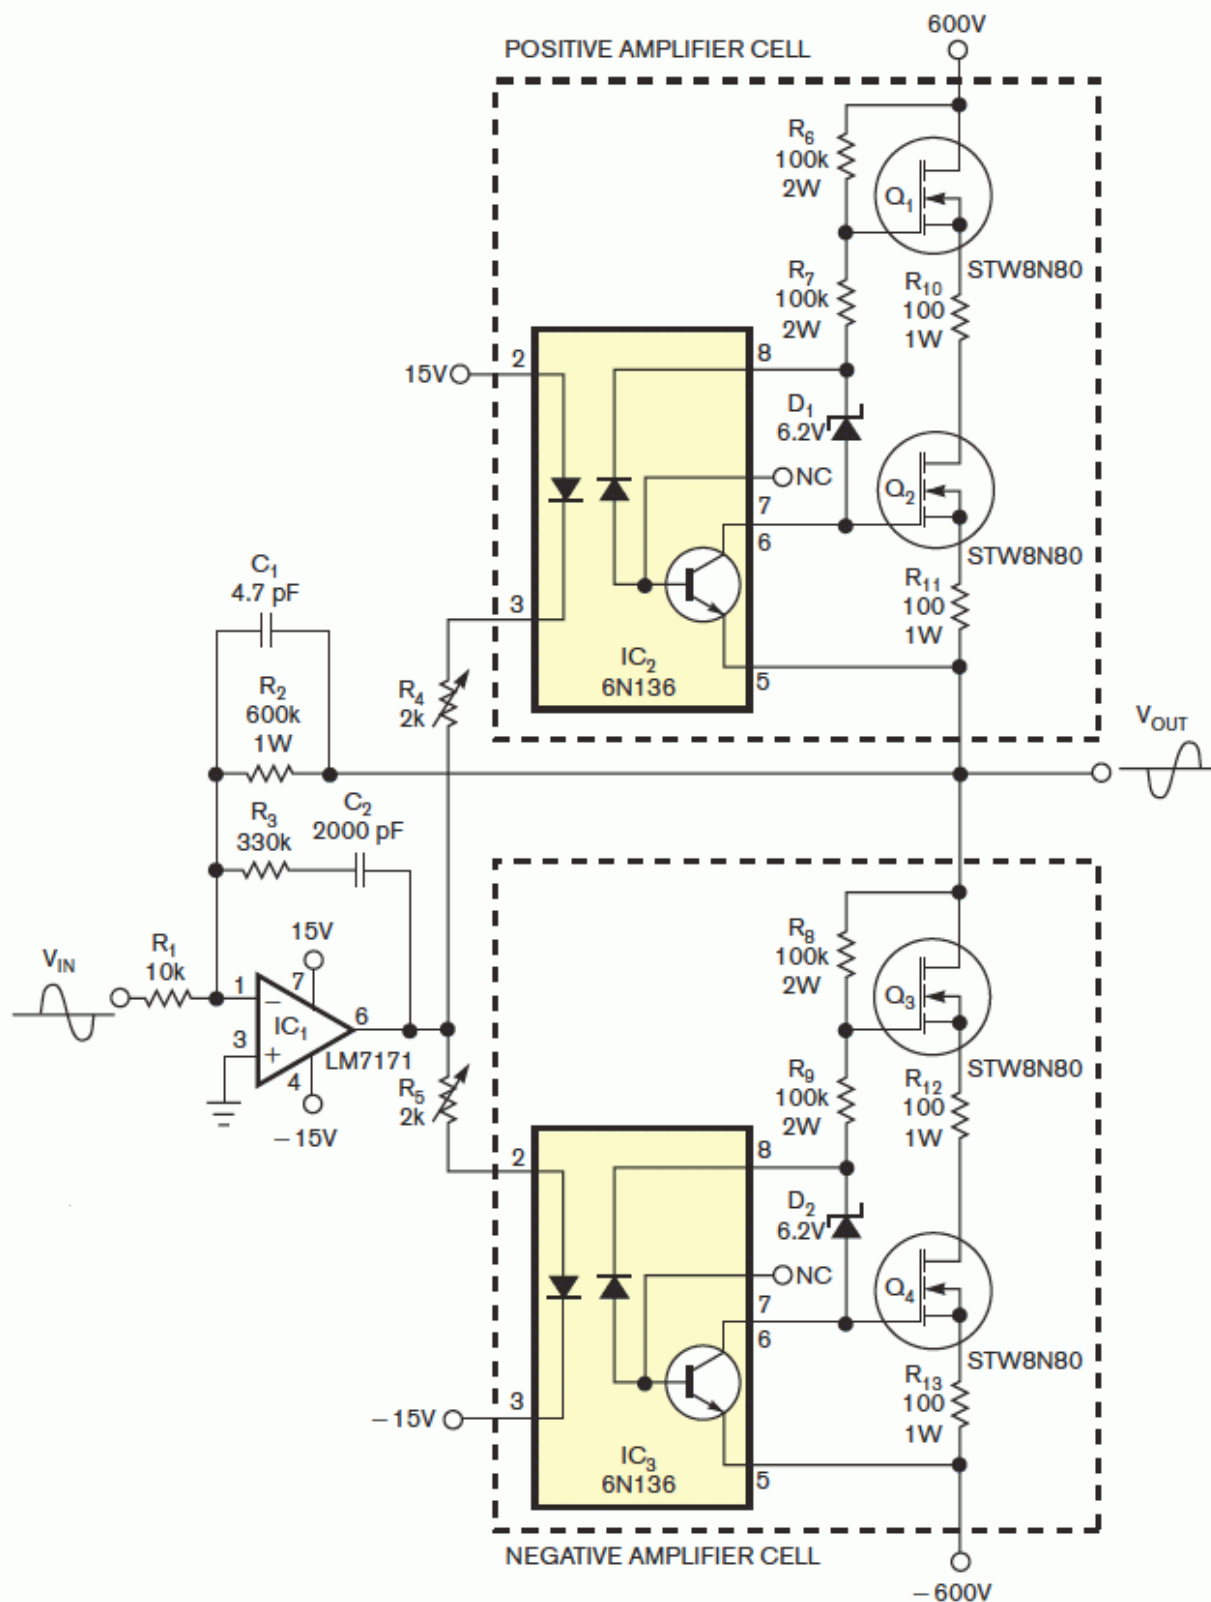 600V
POSITIVE AMPLIFIER CELL
R6
100k
2W
Q1
STW8N80
R7
100k
2W
R10
100
1W
15V
2
8
D1
6.2V
NC
7
6
Q2
STW8N80
C1
4.7 pF
3
R11
100
1W
IC2
6N136
5
R4
2k
R2
600k
1W
VOUT
R3
330k
C2
2000 pF
R8
100k
2W
Q3
STW8N80
VIN
R1
10k
15V
7
1
−
IC1
6
3
+
LM7171
4
−15V
R5
2k
R9
100k
2W
R12
100
1W
2
8
D2
6.2V
NC
7
6
Q4
STW8N80
−15V
3
R13
100
1W
IC3
6N136
5
NEGATIVE AMPLIFIER CELL
−600V